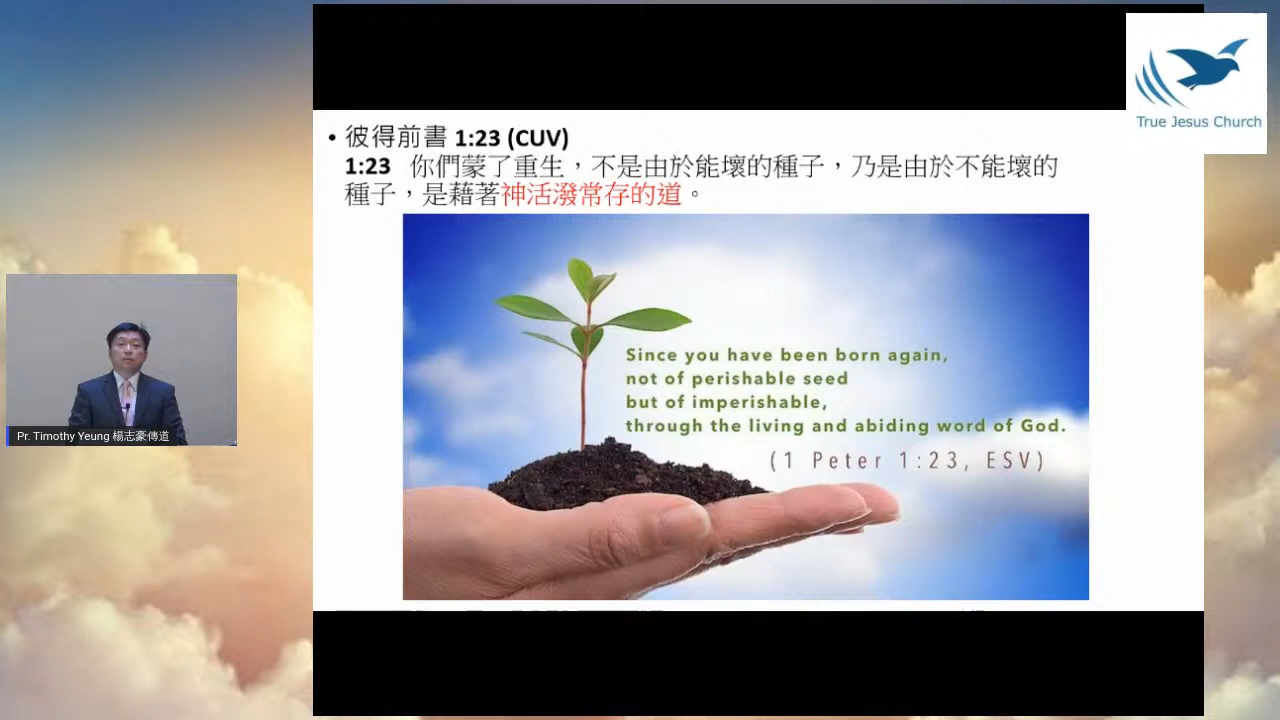 • 彼得前書 1:23 (CUV)
1:23 你們蒙了重生，不是由於能壞的種子，乃是由於不能壞的
種子，是藉著神活潑常存的道。
Since you have been born again,
not of perishable seed
but of imperishable,
through the living and abiding word of God.
(1 Peter 1:23, ESV)
True Jesus Church
Pr. Timothy Yeung 楊志豪傳道